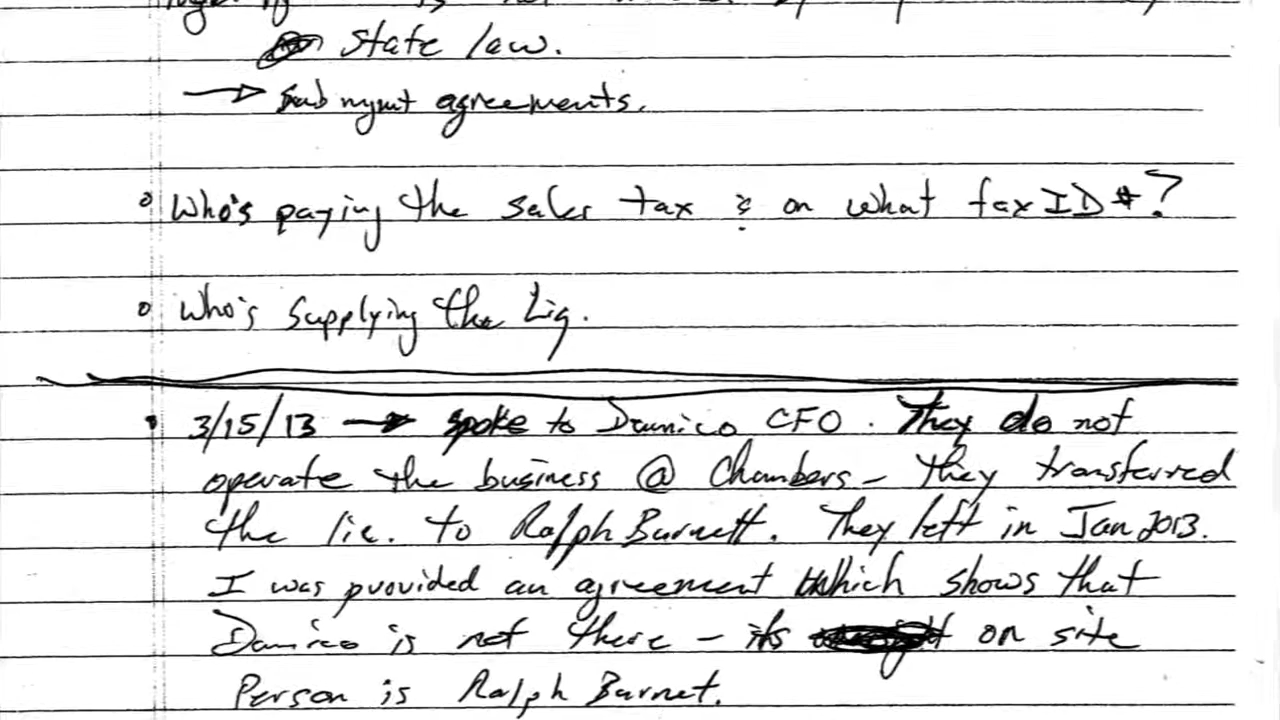 is not
state law.
→ sub mgmt agreements.
° Who's paying the sales tax & on what tax ID #?
° Who's supplying the Liq.
• 3/15/13 → spoke to Damico CFO. They do not
operate the business @ Chambers - They transferred
the lic. to Ralph Burnett. They left in Jan 2013.
I was provided an agreement which shows that
Damico is not there - its on site
Person is Ralph Burnet.